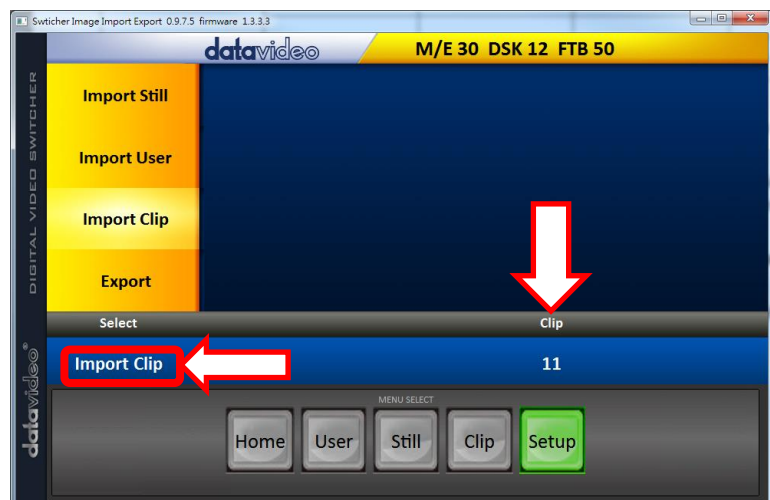 Swticher Image Import Export 0.9.7.5 firmware 1.3.3.3
datavideo
M/E 30 DSK 12 FTB 50
DIGITAL VIDEO SWITCHER
Import Still
Import User
Import Clip
Export
Select
Clip
Import Clip
11
datavideo®
MENU SELECT
Home
User
Still
Clip
Setup